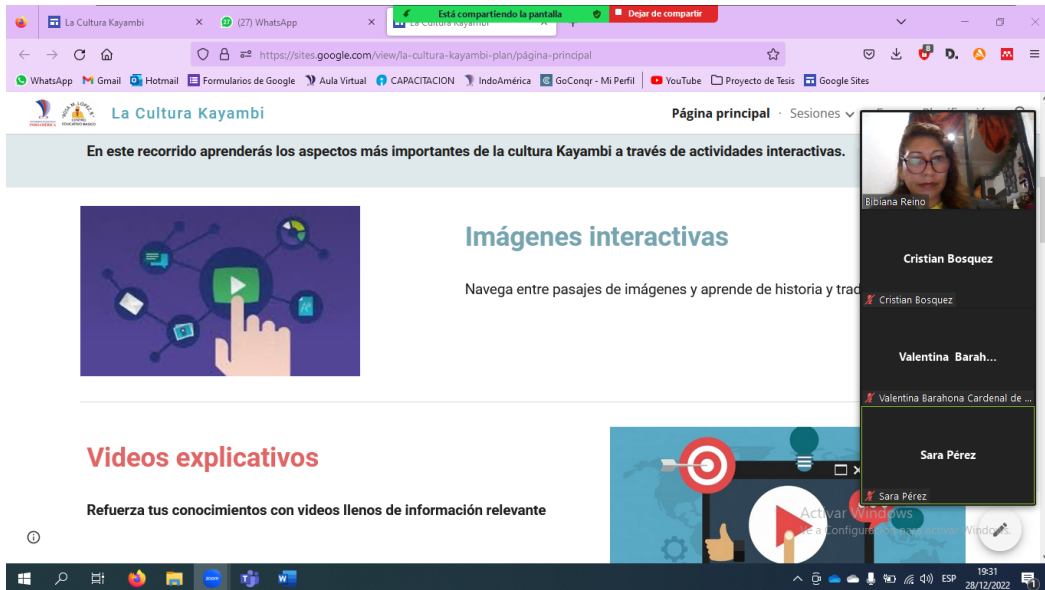 La Cultura Kayambi
(27) WhatsApp
Está compartiendo la pantalla
Dejar de compartir
https://sites.google.com/view/la-cultura-kayambi-plan/página-principal
WhatsApp
Gmail
Hotmail
Formularios de Google
Aula Virtual
CAPACITACION
IndoAmérica
GoConqr - Mi Perfil
YouTube
Proyecto de Tesis
Google Sites
La Cultura Kayambi
Página principal
Sesiones
En este recorrido aprenderás los aspectos más importantes de la cultura Kayambi a través de actividades interactivas.
Imágenes interactivas
Navega entre pasajes de imágenes y aprende de historia y trad
Videos explicativos
Refuerza tus conocimientos con videos llenos de información relevante
Bibiana Reino
Cristian Bosquez
Cristian Bosquez
Valentina Barah...
Valentina Barahona Cardenal de ...
Sara Pérez
Sara Pérez
Activar Windows
zoom
ESP
19:31
28/12/2022